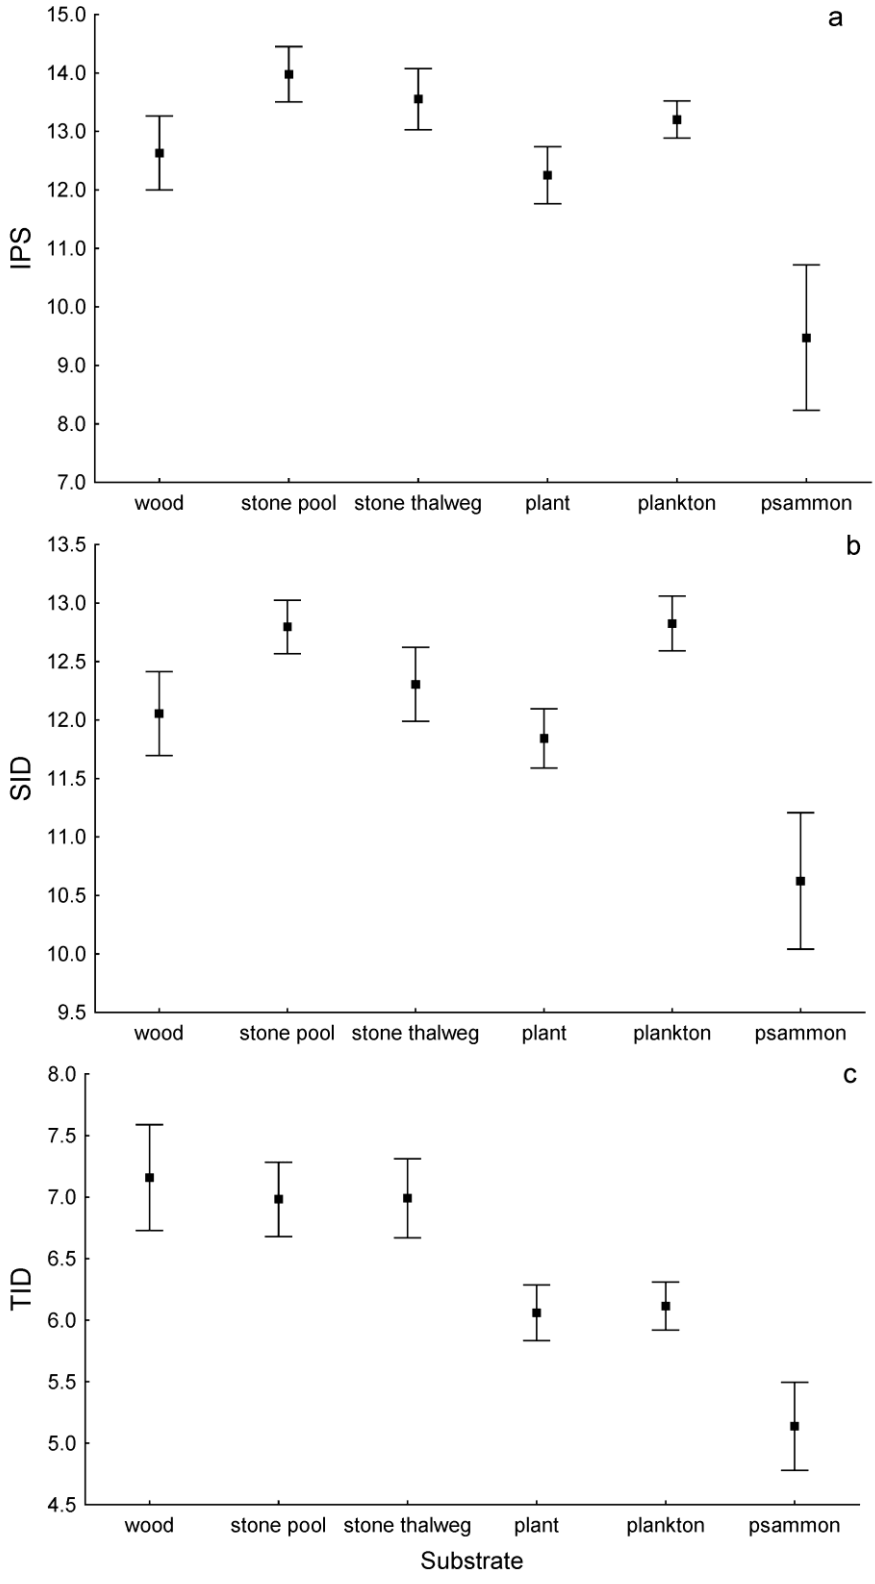 a
15.0
14.0
13.0
12.0
11.0
10.0
9.0
8.0
7.0
IPS
wood stone pool stone thalweg plant plankton psammon
b
13.5
13.0
12.5
12.0
11.5
11.0
10.5
10.0
9.5
SID
wood stone pool stone thalweg plant plankton psammon
c
8.0
7.5
7.0
6.5
6.0
5.5
5.0
4.5
TID
wood stone pool stone thalweg plant plankton psammon
Substrate